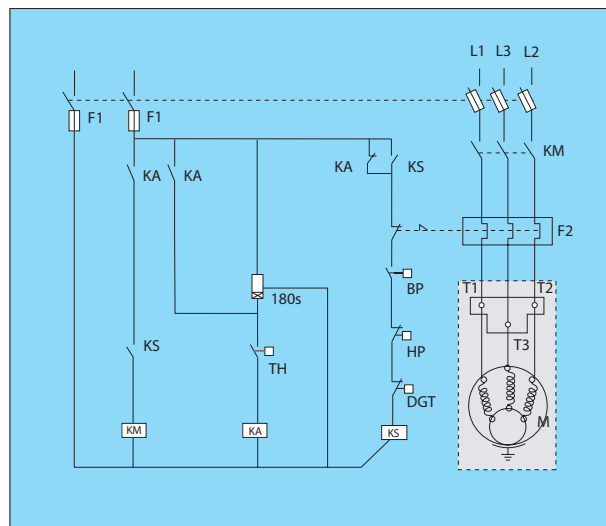 L1 L3 L2
F1 F1
KM
KA KA KA KS
F2
180s
BP
T1 T2
T3
KS
TH
HP
DGT
M
KM KA KS